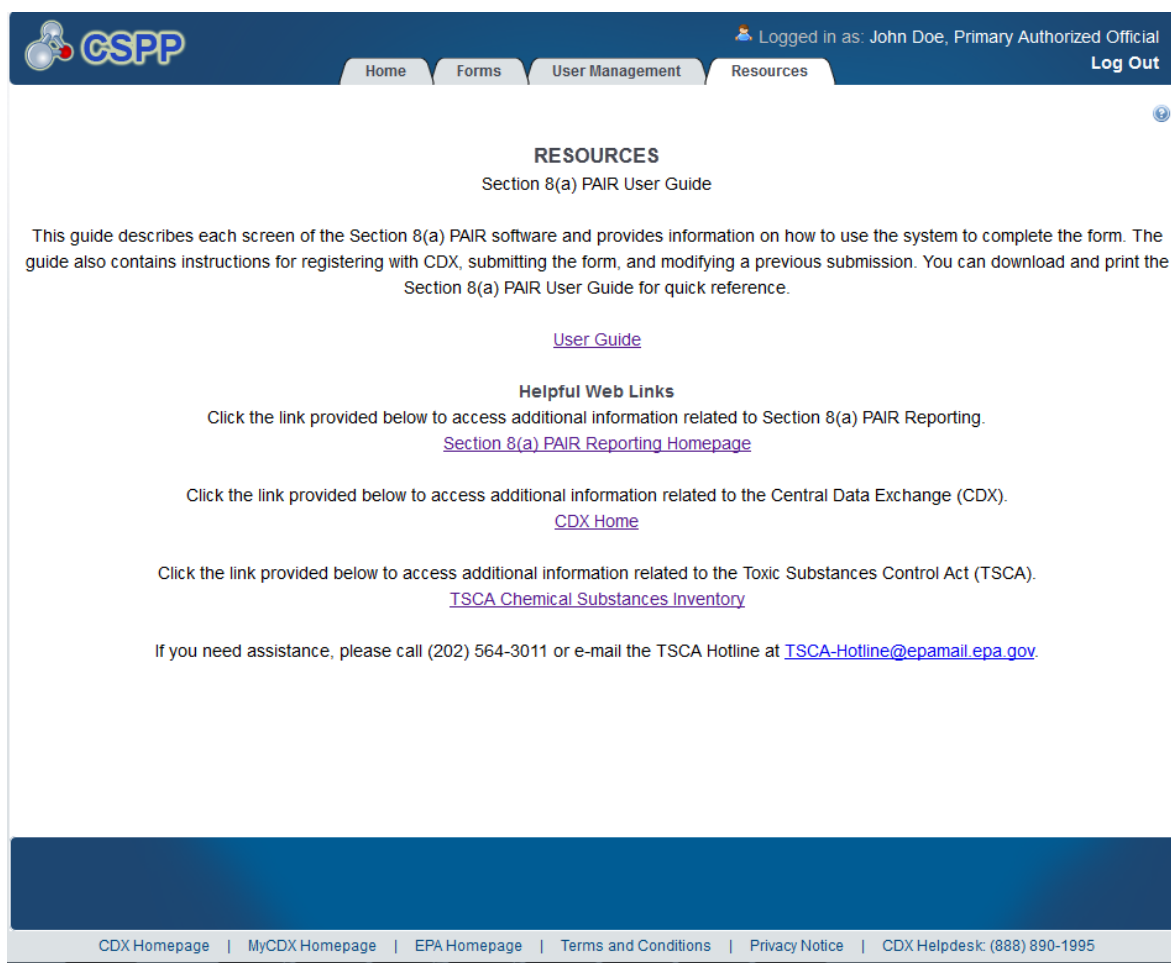 CSPP
Logged in as: John Doe, Primary Authorized Official
Log Out
Home
Forms
User Management
Resources
RESOURCES
Section 8(a) PAIR User Guide
This guide describes each screen of the Section 8(a) PAIR software and provides information on how to use the system to complete the form. The
guide also contains instructions for registering with CDX, submitting the form, and modifying a previous submission. You can download and print the
Section 8(a) PAIR User Guide for quick reference.
User Guide
Helpful Web Links
Click the link provided below to access additional information related to Section 8(a) PAIR Reporting.
Section 8(a) PAIR Reporting Homepage
Click the link provided below to access additional information related to the Central Data Exchange (CDX).
CDX Home
Click the link provided below to access additional information related to the Toxic Substances Control Act (TSCA).
TSCA Chemical Substances Inventory
If you need assistance, please call (202) 564-3011 or e-mail the TSCA Hotline at TSCA-Hotline@epamail.epa.gov.
CDX Homepage | MyCDX Homepage | EPA Homepage | Terms and Conditions | Privacy Notice | CDX Helpdesk: (888) 890-1995